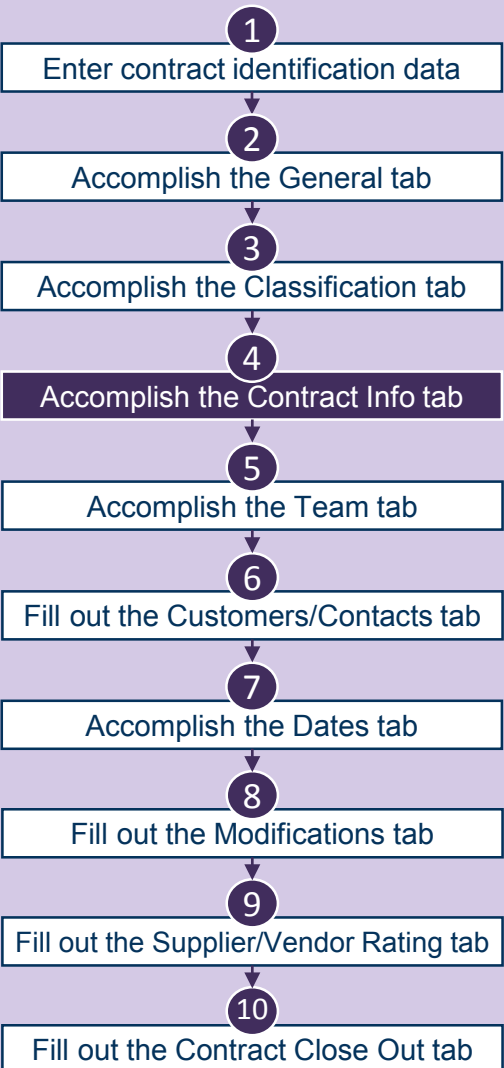 1
Enter contract identification data
2
Accomplish the General tab
3
Accomplish the Classification tab
4
Accomplish the Contract Info tab
5
Accomplish the Team tab
6
Fill out the Customers/Contacts tab
7
Accomplish the Dates tab
8
Fill out the Modifications tab
9
Fill out the Supplier/Vendor Rating tab
10
Fill out the Contract Close Out tab